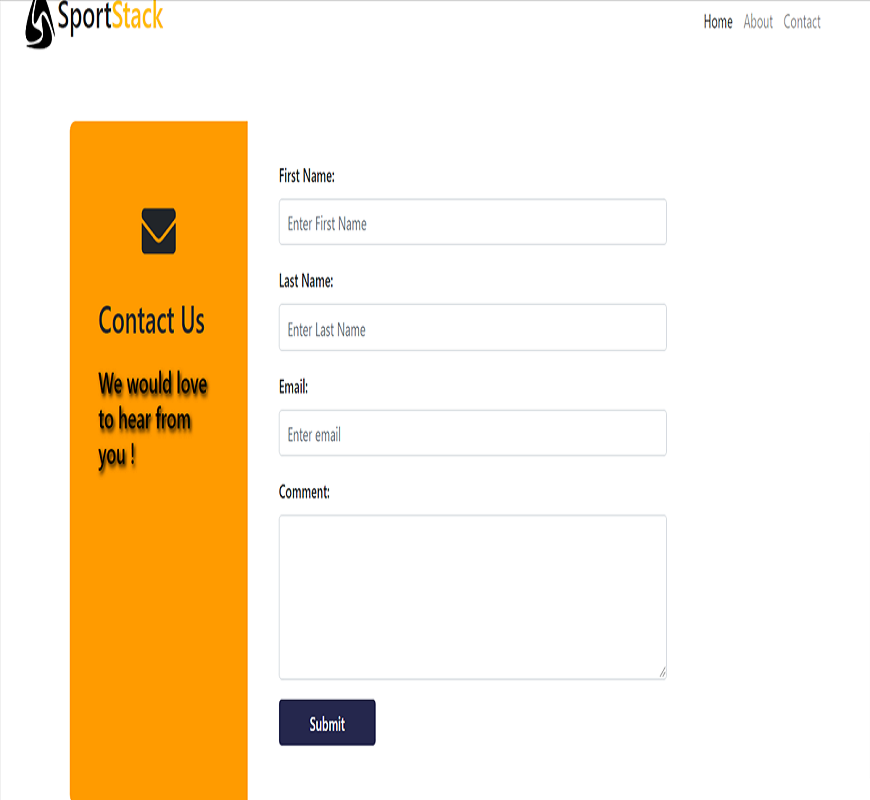 SportStack
Home About Contact
First Name:
Enter First Name
Last Name:
Enter Last Name
Contact Us
We would love
to hear from
you !
Email:
Enter email
Comment:
Submit